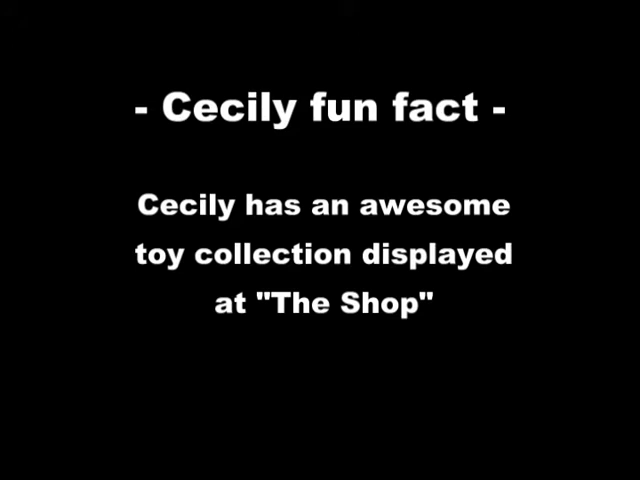 - Cecily fun fact -
Cecily has an awesome
toy collection displayed
at "The Shop"